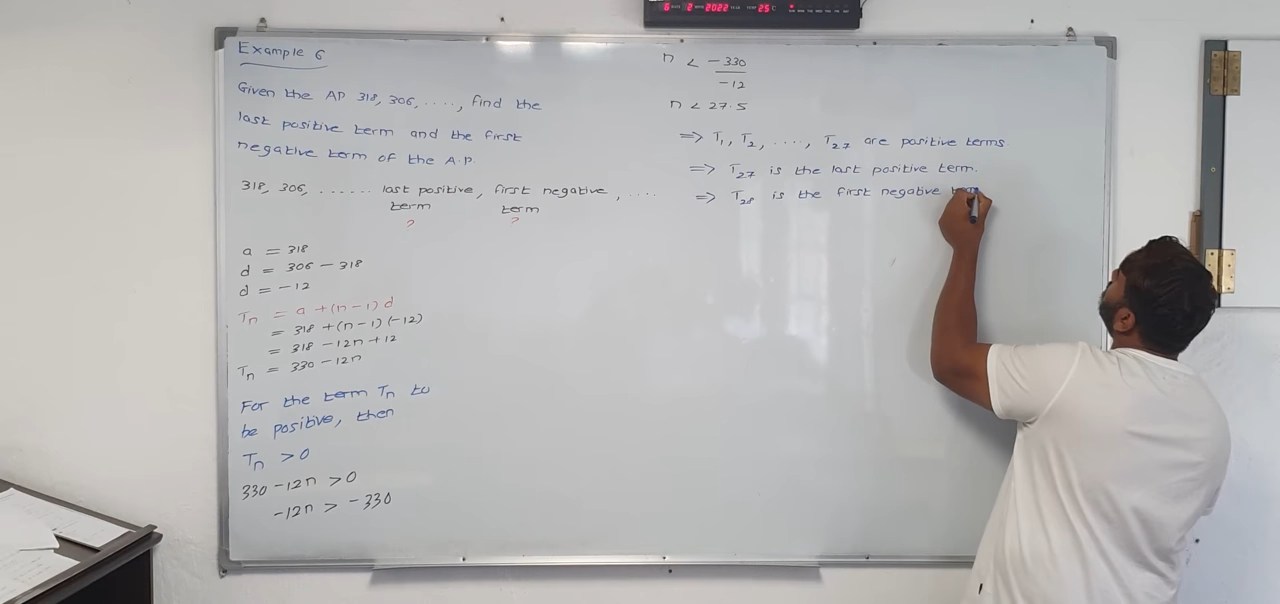 6 2 2022 25 C
Example 6
Given the AP 318, 306, ....., find the
last positive term and the first
negative term of the A.P.
318, 306, ....... last positive, first negative, ....
term term
? ?
a = 318
d = 306 - 318
d = -12
Tn = a + (n-1) d
= 318 + (n-1) (-12)
= 318 - 12n + 12
Tn = 330 - 12n
For the term Tn to
be positive, then
Tn > 0
330 - 12n > 0
-12n > -330
n < -330
-12
n < 27.5
=> T1, T2, ...., T27 are positive terms
=> T27 is the last positive term.
=> T28 is the first negative